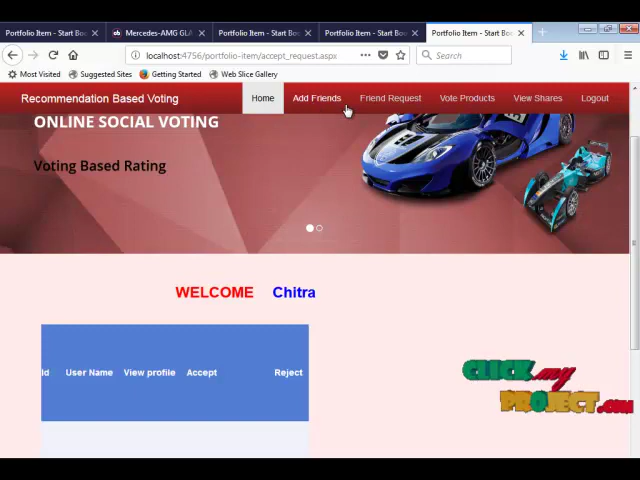 Portfolio Item - Start Boo
Mercedes-AMG GLA
Portfolio Item - Start Boo
Portfolio Item - Start Boo
Portfolio Item - Start Boo
localhost:4756/portfolio-item/accept_request.aspx
Search
Most Visited
Suggested Sites
Getting Started
Web Slice Gallery
Recommendation Based Voting
Home
Add Friends
Friend Request
Vote Products
View Shares
Logout
ONLINE SOCIAL VOTING
Voting Based Rating
WELCOME Chitra
Id User Name View profile Accept Reject
CLICK.my
PROJECT.COM